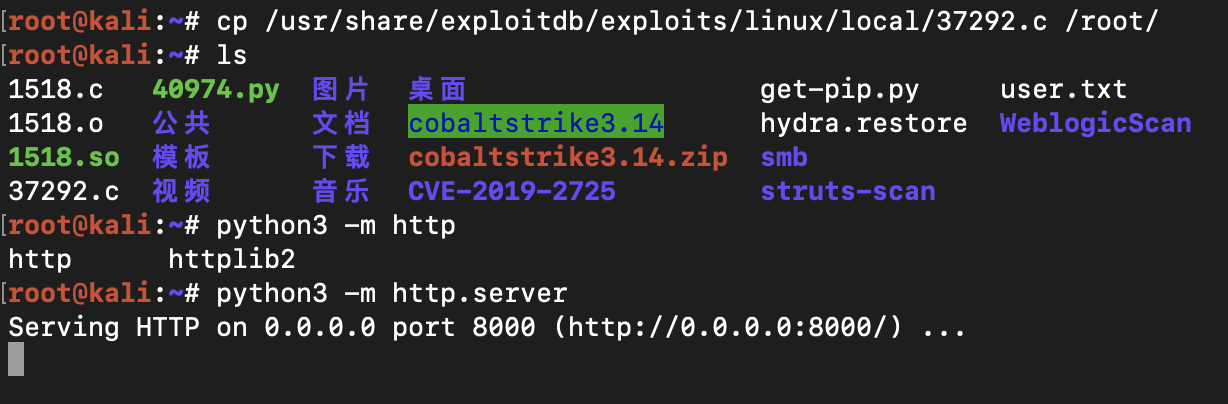 [root@kali:~# cp /usr/share/exploitdb/exploits/linux/local/37292.c /root/
[root@kali:~# ls
1518.c 40974.py 图片 桌面 get-pip.py user.txt
1518.o 公共 文档 cobaltstrike3.14 hydra.restore WeblogicScan
1518.so 模板 下载 cobaltstrike3.14.zip smb
37292.c 视频 音乐 CVE-2019-2725 struts-scan
[root@kali:~# python3 -m http
http httplib2
[root@kali:~# python3 -m http.server
Serving HTTP on 0.0.0.0 port 8000 (http://0.0.0.0:8000/) ...